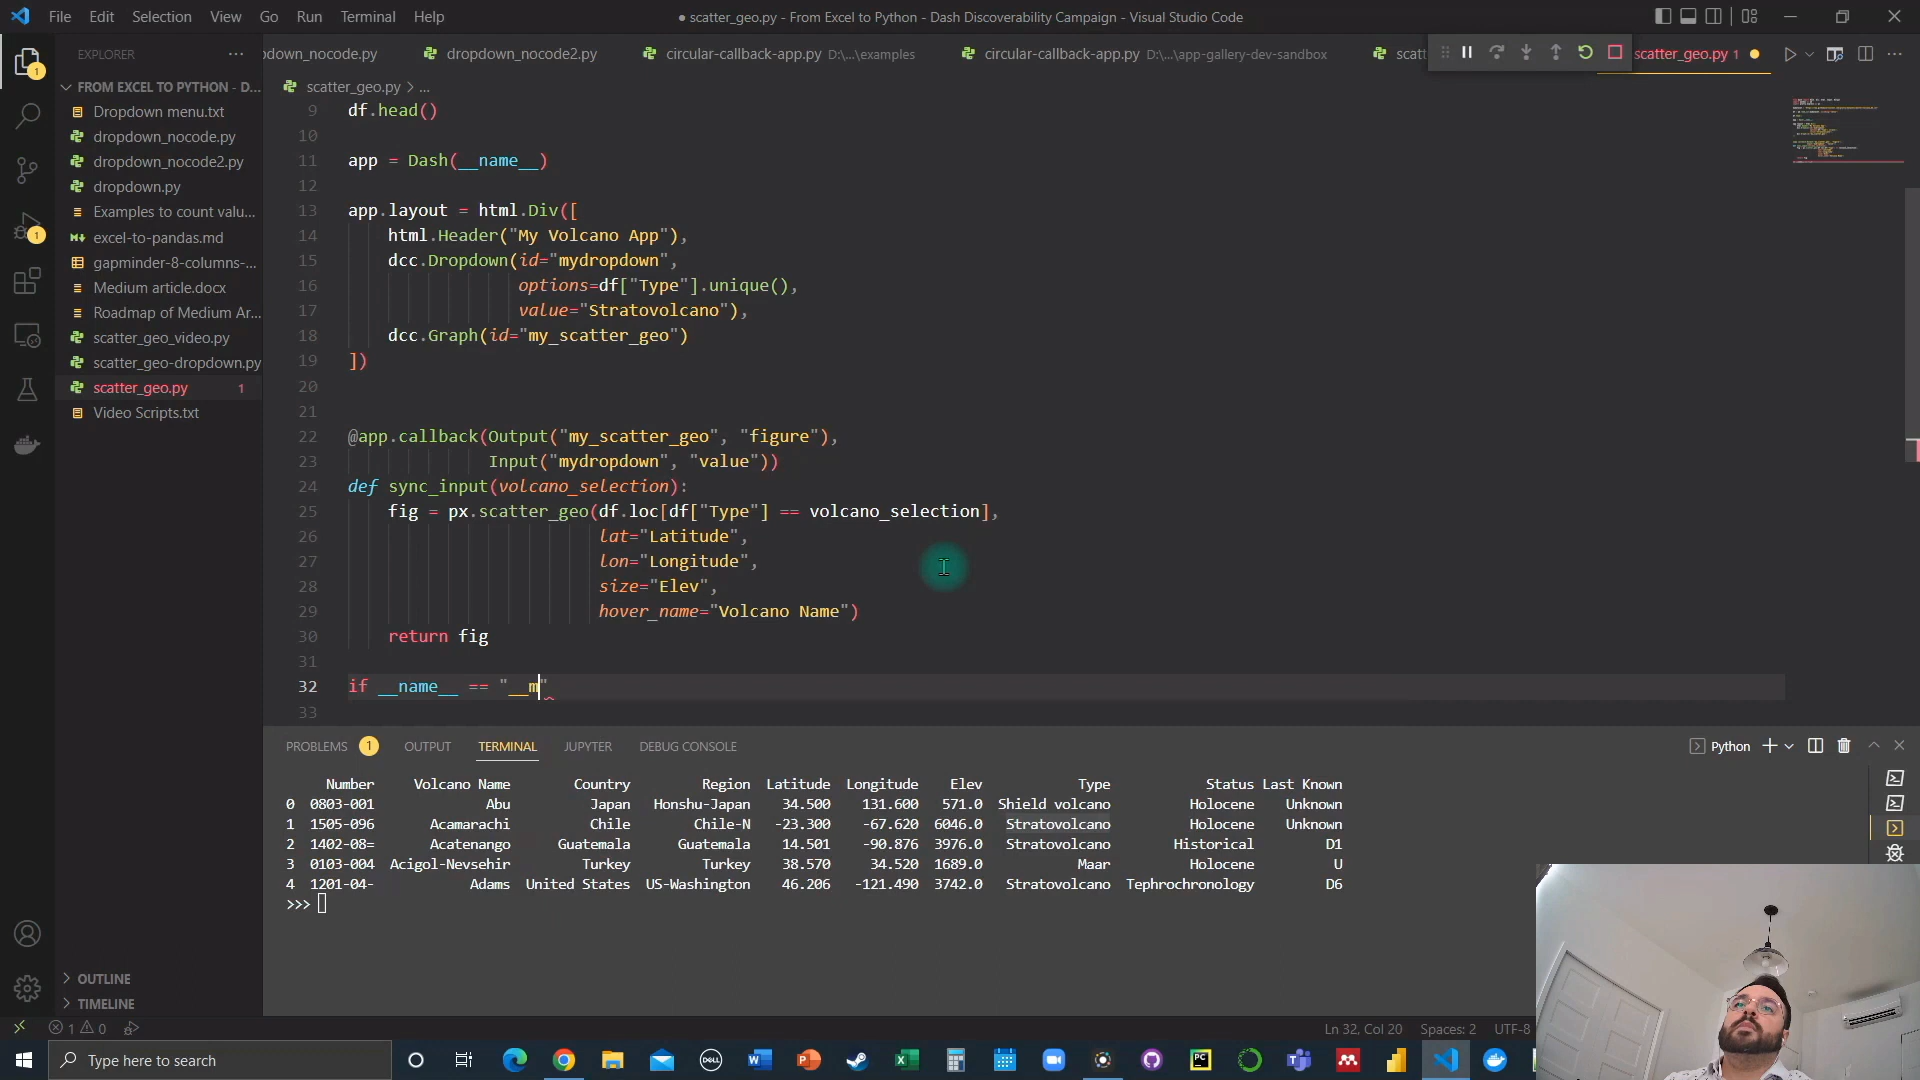 File Edit Selection View Go Run Terminal Help
● scatter_geo.py - From Excel to Python - Dash Discoverability Campaign - Visual Studio Code
EXPLORER ...
pdown_nocode.py dropdown_nocode2.py circular-callback-app.py D:\...\examples circular-callback-app.py D:\...\app-gallery-dev-sandbox scatt scatter_geo.py 1
FROM EXCEL TO PYTHON - D...
Dropdown menu.txt
dropdown_nocode.py
dropdown_nocode2.py
dropdown.py
Examples to count valu...
excel-to-pandas.md
gapminder-8-columns-...
Medium article.docx
Roadmap of Medium Ar...
scatter_geo_video.py
scatter_geo-dropdown.py
scatter_geo.py 1
Video Scripts.txt
OUTLINE
TIMELINE
scatter_geo.py > ...
9 df.head()
10
11 app = Dash(__name__)
12
13 app.layout = html.Div([
14 html.Header("My Volcano App"),
15 dcc.Dropdown(id="mydropdown",
16 options=df["Type"].unique(),
17 value="Stratovolcano"),
18 dcc.Graph(id="my_scatter_geo")
19 ])
20
21
22 @app.callback(Output("my_scatter_geo", "figure"),
23 Input("mydropdown", "value"))
24 def sync_input(volcano_selection):
25 fig = px.scatter_geo(df.loc[df["Type"] == volcano_selection],
26 lat="Latitude",
27 lon="Longitude",
28 size="Elev",
29 hover_name="Volcano Name")
30 return fig
31
32 if __name__ == "__m"
33
PROBLEMS 1 OUTPUT TERMINAL JUPYTER DEBUG CONSOLE Python
Number Volcano Name Country Region Latitude Longitude Elev Type Status Last Known
0 0803-001 Abu Japan Honshu-Japan 34.500 131.600 571.0 Shield volcano Holocene Unknown
1 1505-096 Acamarachi Chile Chile-N -23.300 -67.620 6046.0 Stratovolcano Holocene Unknown
2 1402-08= Acatenango Guatemala Guatemala 14.501 -90.876 3976.0 Stratovolcano Historical D1
3 0103-004 Acigol-Nevsehir Turkey Turkey 38.570 34.520 1689.0 Maar Holocene U
4 1201-04- Adams United States US-Washington 46.206 -121.490 3742.0 Stratovolcano Tephrochronology D6
>>>
1 0 Ln 32, Col 20 Spaces: 2 UTF-8
Type here to search